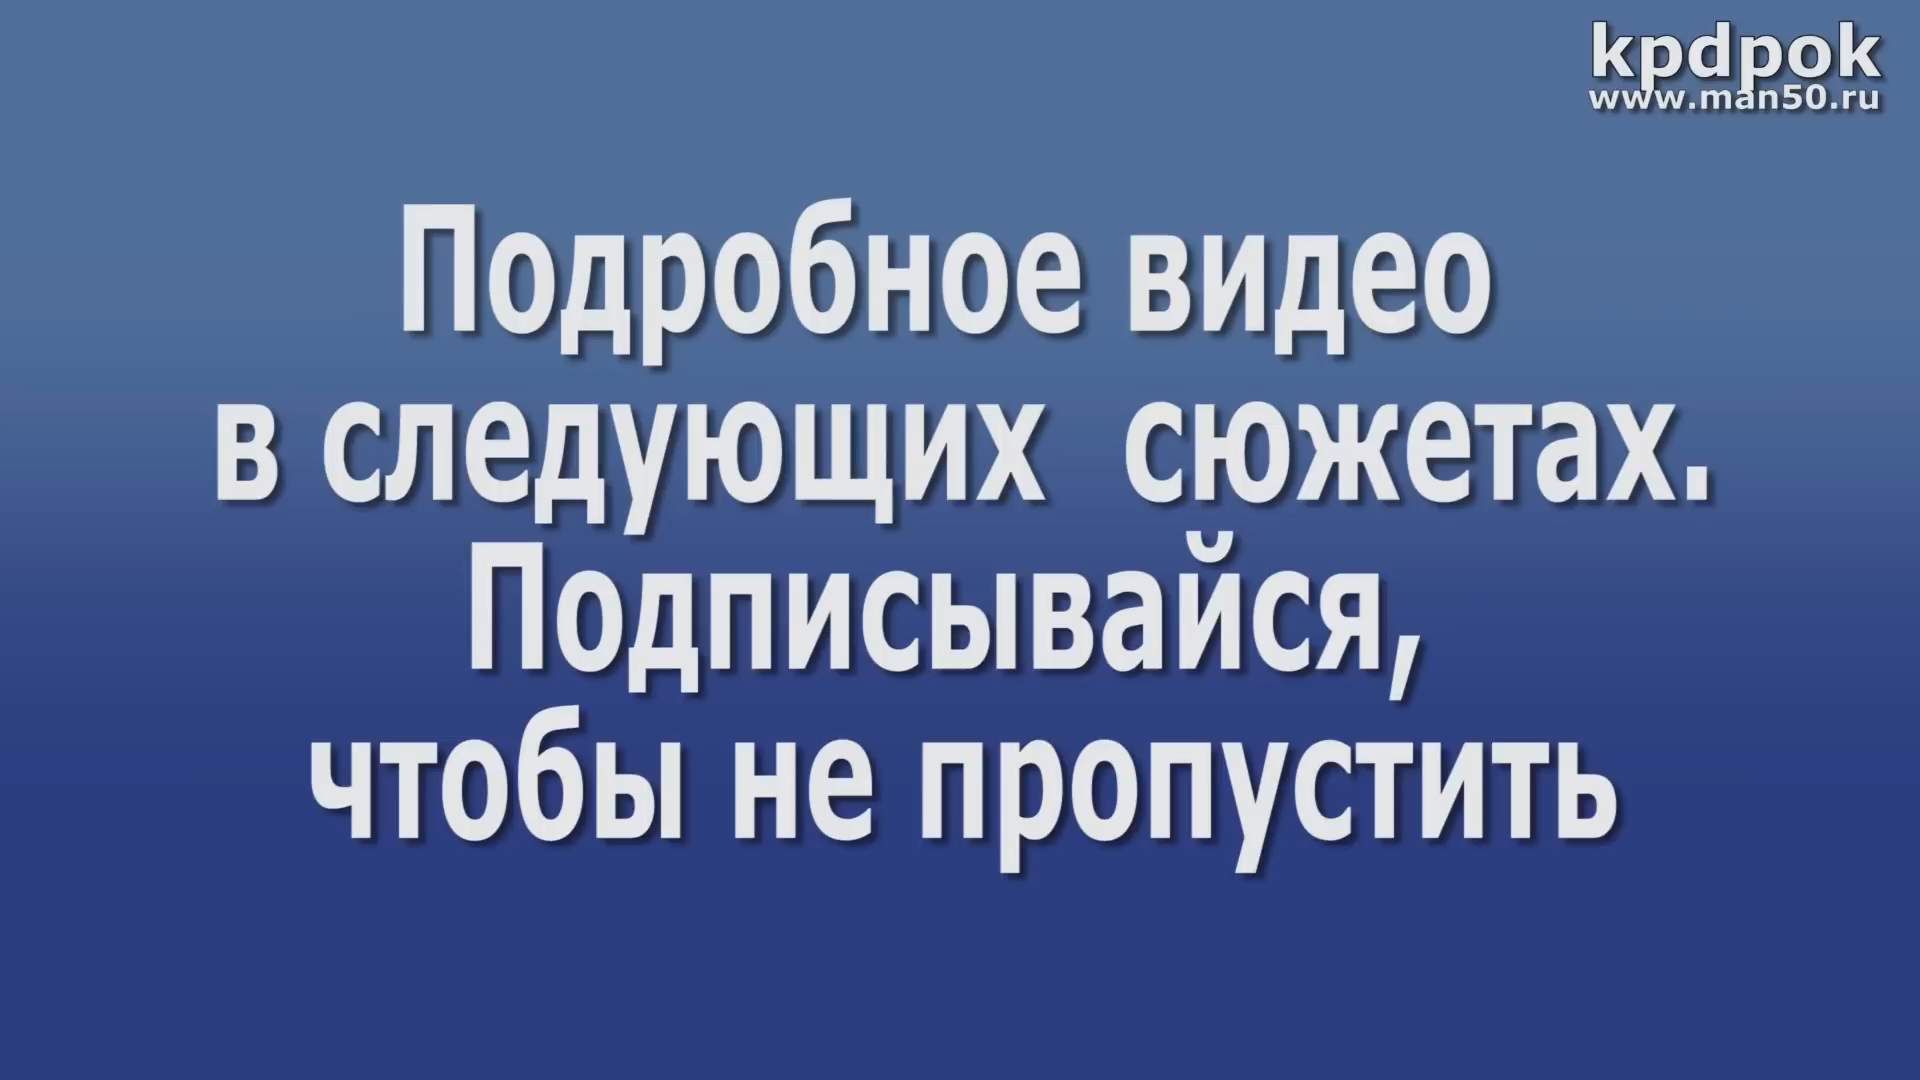 kpdpok
www.man50.ru
Подробное видео
в следующих сюжетах.
Подписывайся,
чтобы не пропустить